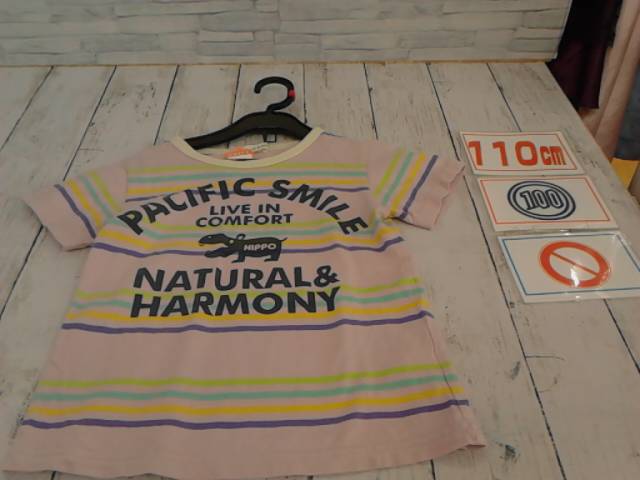 PACIFIC SMILE
LIVE IN
COMFORT
HIPPO
NATURAL&
HARMONY
110cm
100